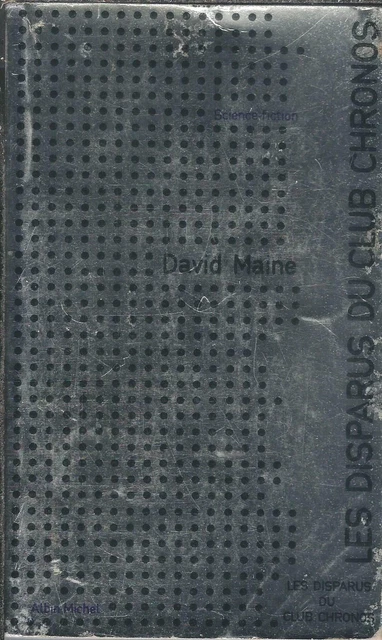 Science-fiction
David Maine
LES DISPARUS DU CLUB CHRONOS
LES DISPARUS
DU
CLUB CHRONOS
Albin Michel